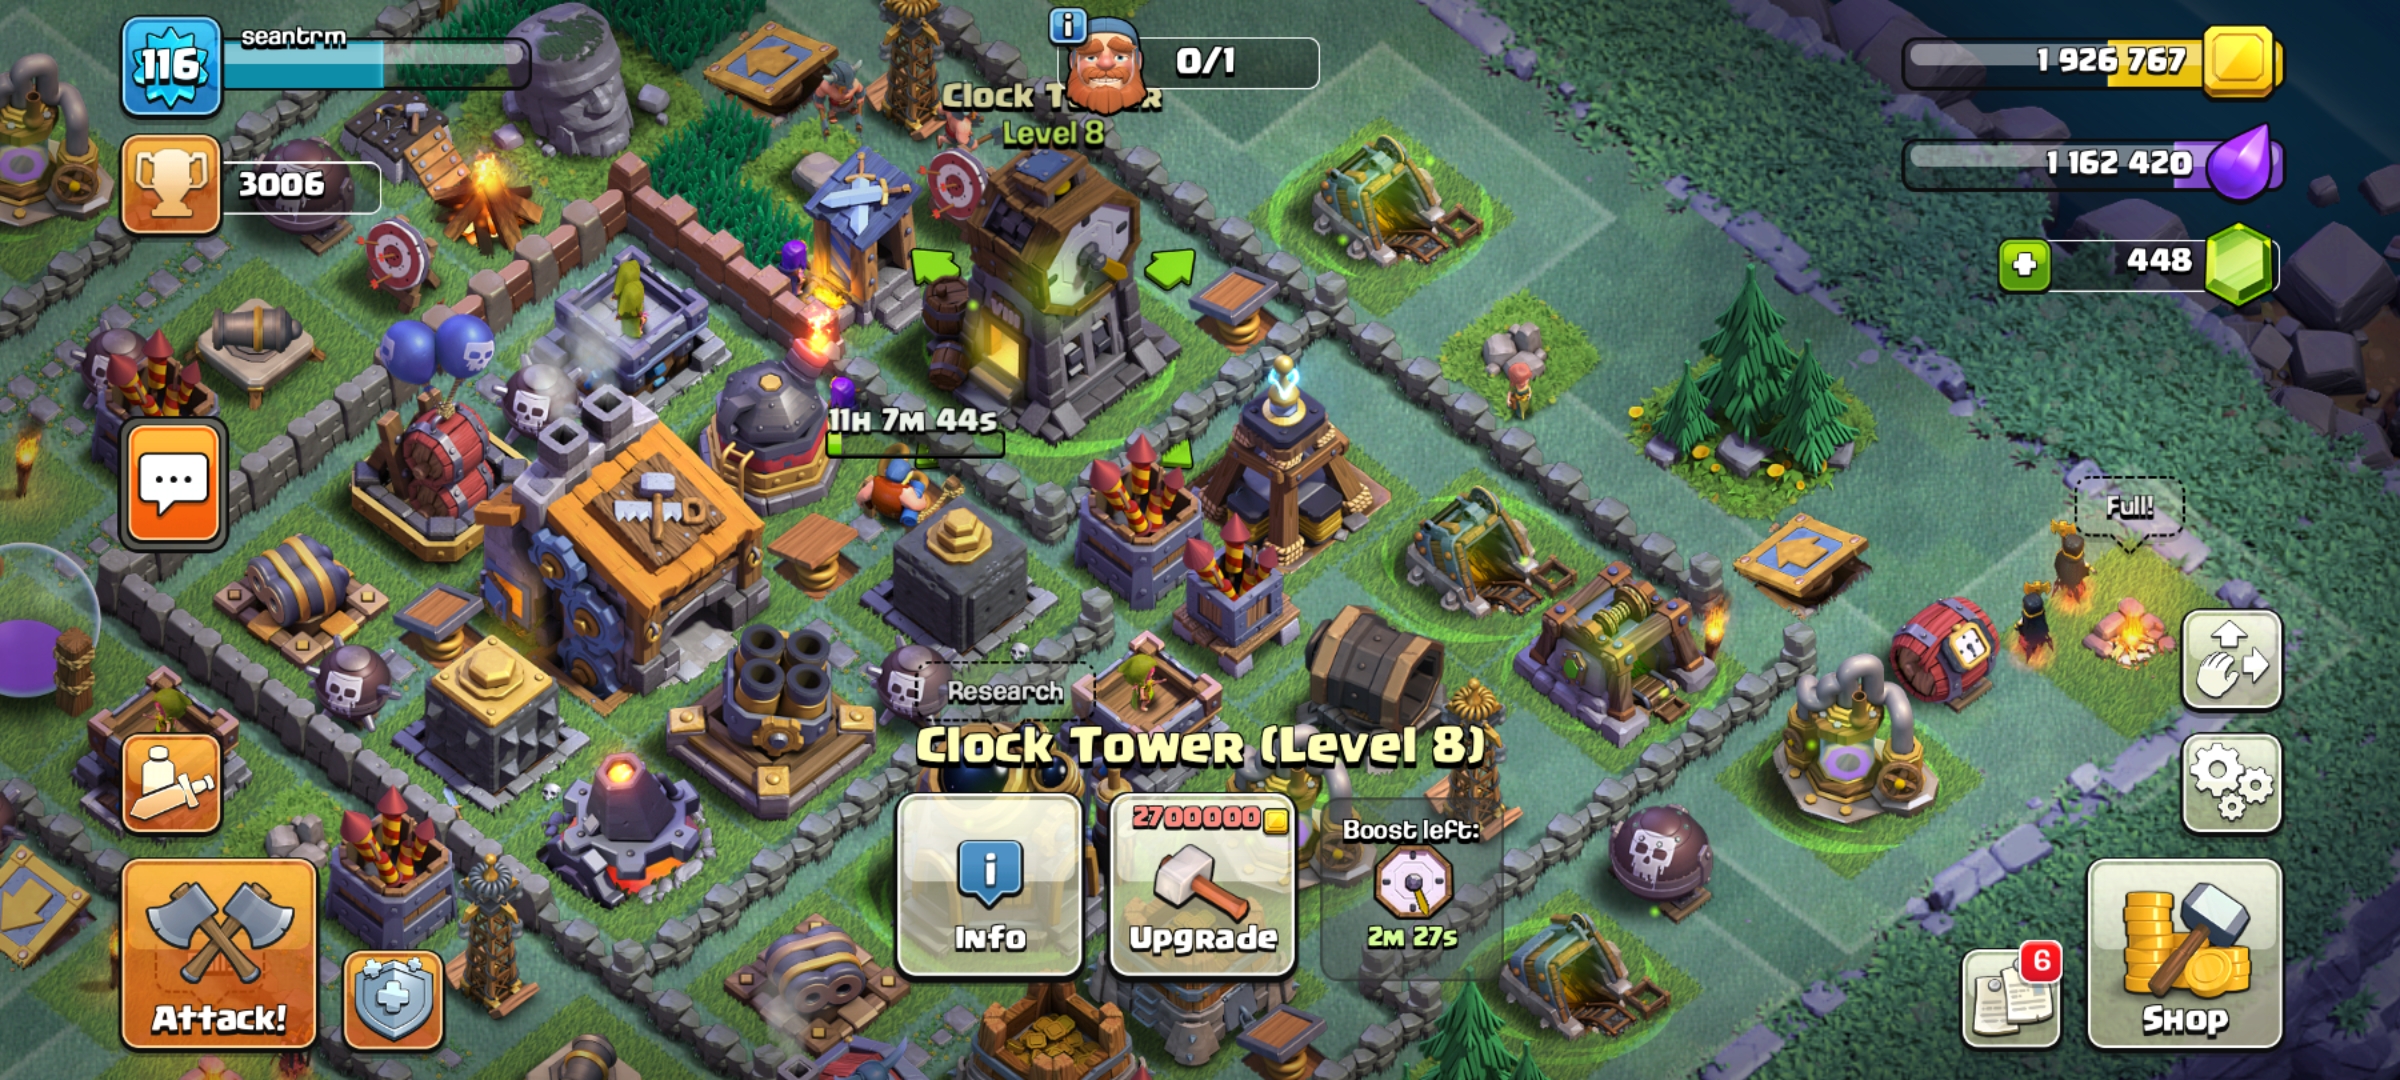 116
seantrm
0/1
1 926 767
Clock T
Level 8
1 162 420
3006
448
11H 7M 44s
Full!
Research
Clock Tower (Level 8)
2700000
Boost left:
Info
Upgrade
2M 27s
6
Attack!
Shop